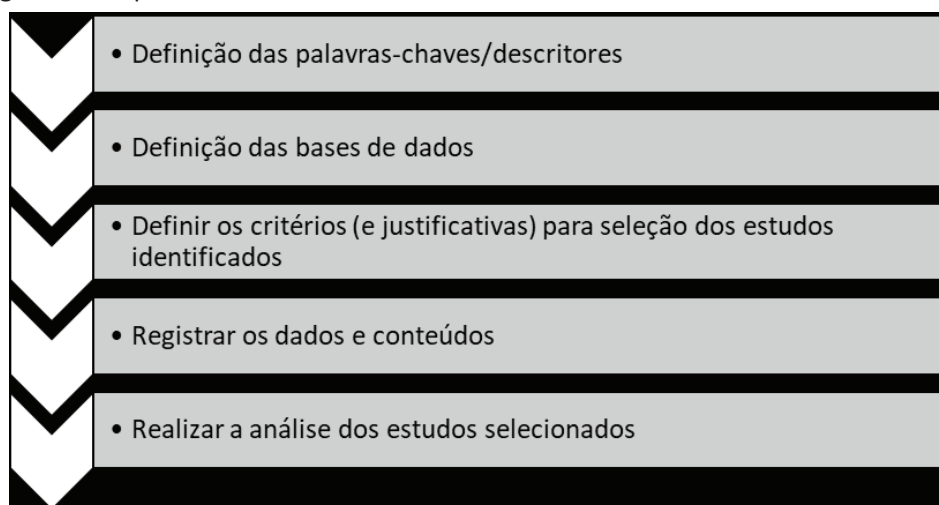 • Definição das palavras-chaves/descritores
• Definição das bases de dados
• Definir os critérios (e justificativas) para seleção dos estudos
identificados
• Registrar os dados e conteúdos
• Realizar a análise dos estudos selecionados